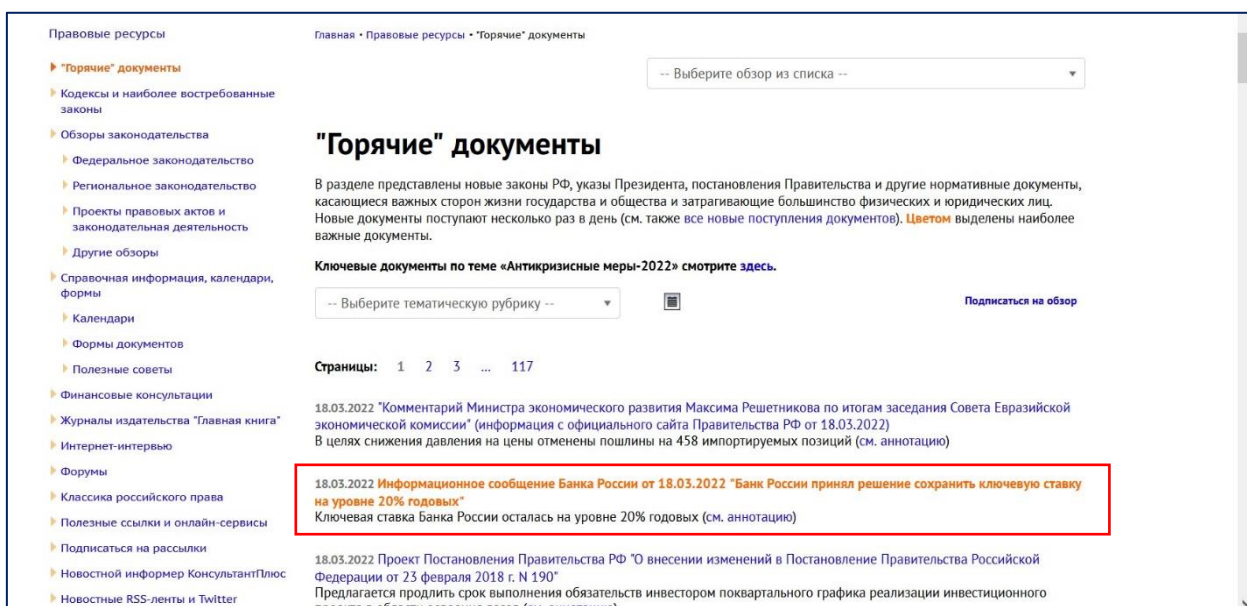 Правовые ресурсы
"Горячие" документы
Кодексы и наиболее востребованные
законы
Обзоры законодательства
Федеральное законодательство
Региональное законодательство
Проекты правовых актов и
законодательная деятельность
Другие обзоры
Справочная информация, календари,
формы
Календари
Формы документов
Полезные советы
Финансовые консультации
Журналы издательства "Главная книга"
Интернет-интервью
Форумы
Классика российского права
Полезные ссылки и онлайн-сервисы
Подписаться на рассылки
Новостной информер КонсультантПлюс
Новостные RSS-ленты и Twitter
Главная • Правовые ресурсы • "Горячие" документы
-- Выберите обзор из списка --
"Горячие" документы
В разделе представлены новые законы РФ, указы Президента, постановления Правительства и другие нормативные документы,
касающиеся важных сторон жизни государства и общества и затрагивающие большинство физических и юридических лиц.
Новые документы поступают несколько раз в день (см. также все новые поступления документов). Цветом выделены наиболее
важные документы.
Ключевые документы по теме «Антикризисные меры-2022» смотрите здесь.
-- Выберите тематическую рубрику --
Подписаться на обзор
Страницы: 1 2 3 ... 117
18.03.2022 "Комментарий Министра экономического развития Максима Решетникова по итогам заседания Совета Евразийской
экономической комиссии" (информация с официального сайта Правительства РФ от 18.03.2022)
В целях снижения давления на цены отменены пошлины на 458 импортируемых позиций (см. аннотацию)
18.03.2022 Информационное сообщение Банка России от 18.03.2022 "Банк России принял решение сохранить ключевую ставку
на уровне 20% годовых"
Ключевая ставка Банка России осталась на уровне 20% годовых (см. аннотацию)
18.03.2022 Проект Постановления Правительства РФ "О внесении изменений в Постановление Правительства Российской
Федерации от 23 февраля 2018 г. N 190"
Предлагается продлить срок выполнения обязательств инвестором поквартального графика реализации инвестиционного